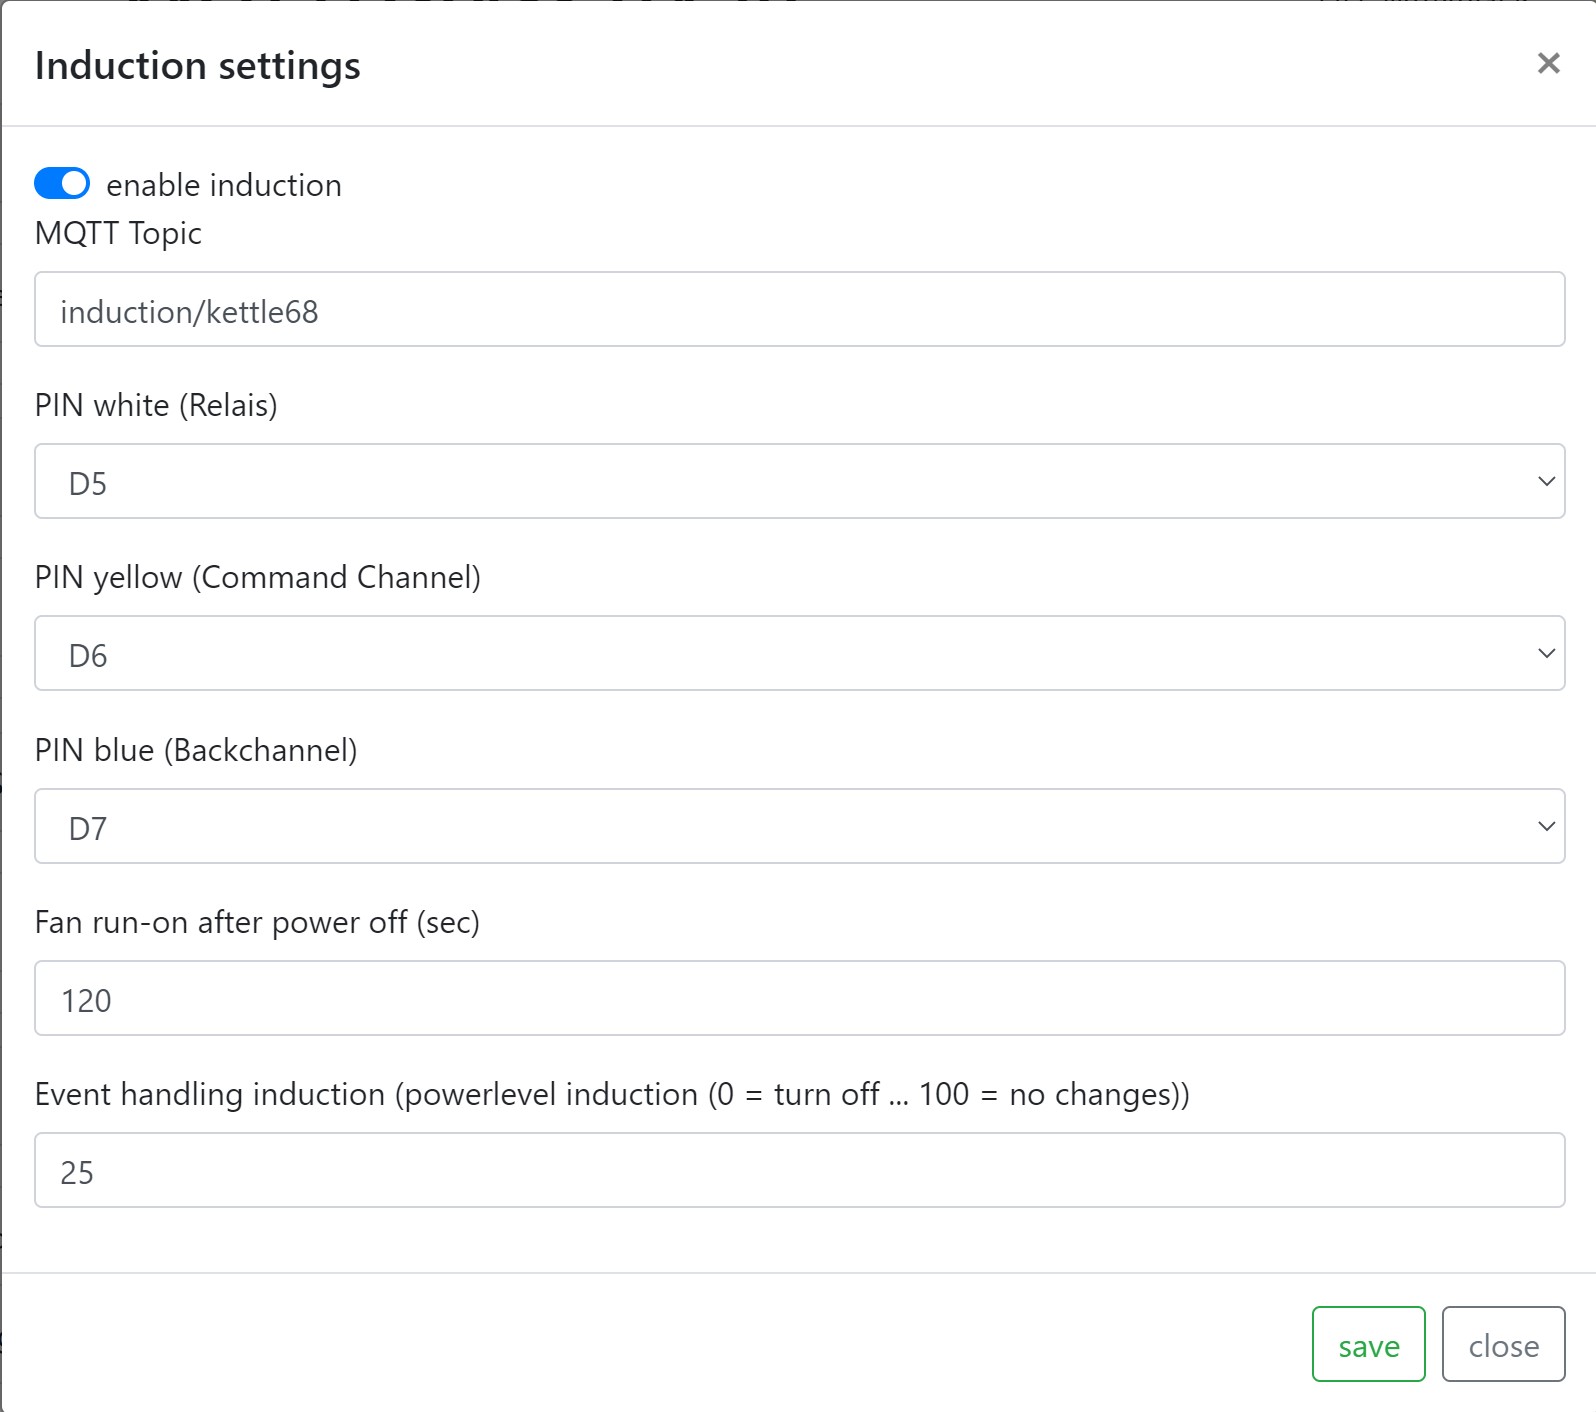 Induction settings
enable induction
MQTT Topic
induction/kettle68
PIN white (Relais)
D5
PIN yellow (Command Channel)
D6
PIN blue (Backchannel)
D7
Fan run-on after power off (sec)
120
Event handling induction (powerlevel induction (0 = turn off ... 100 = no changes))
25
save
close